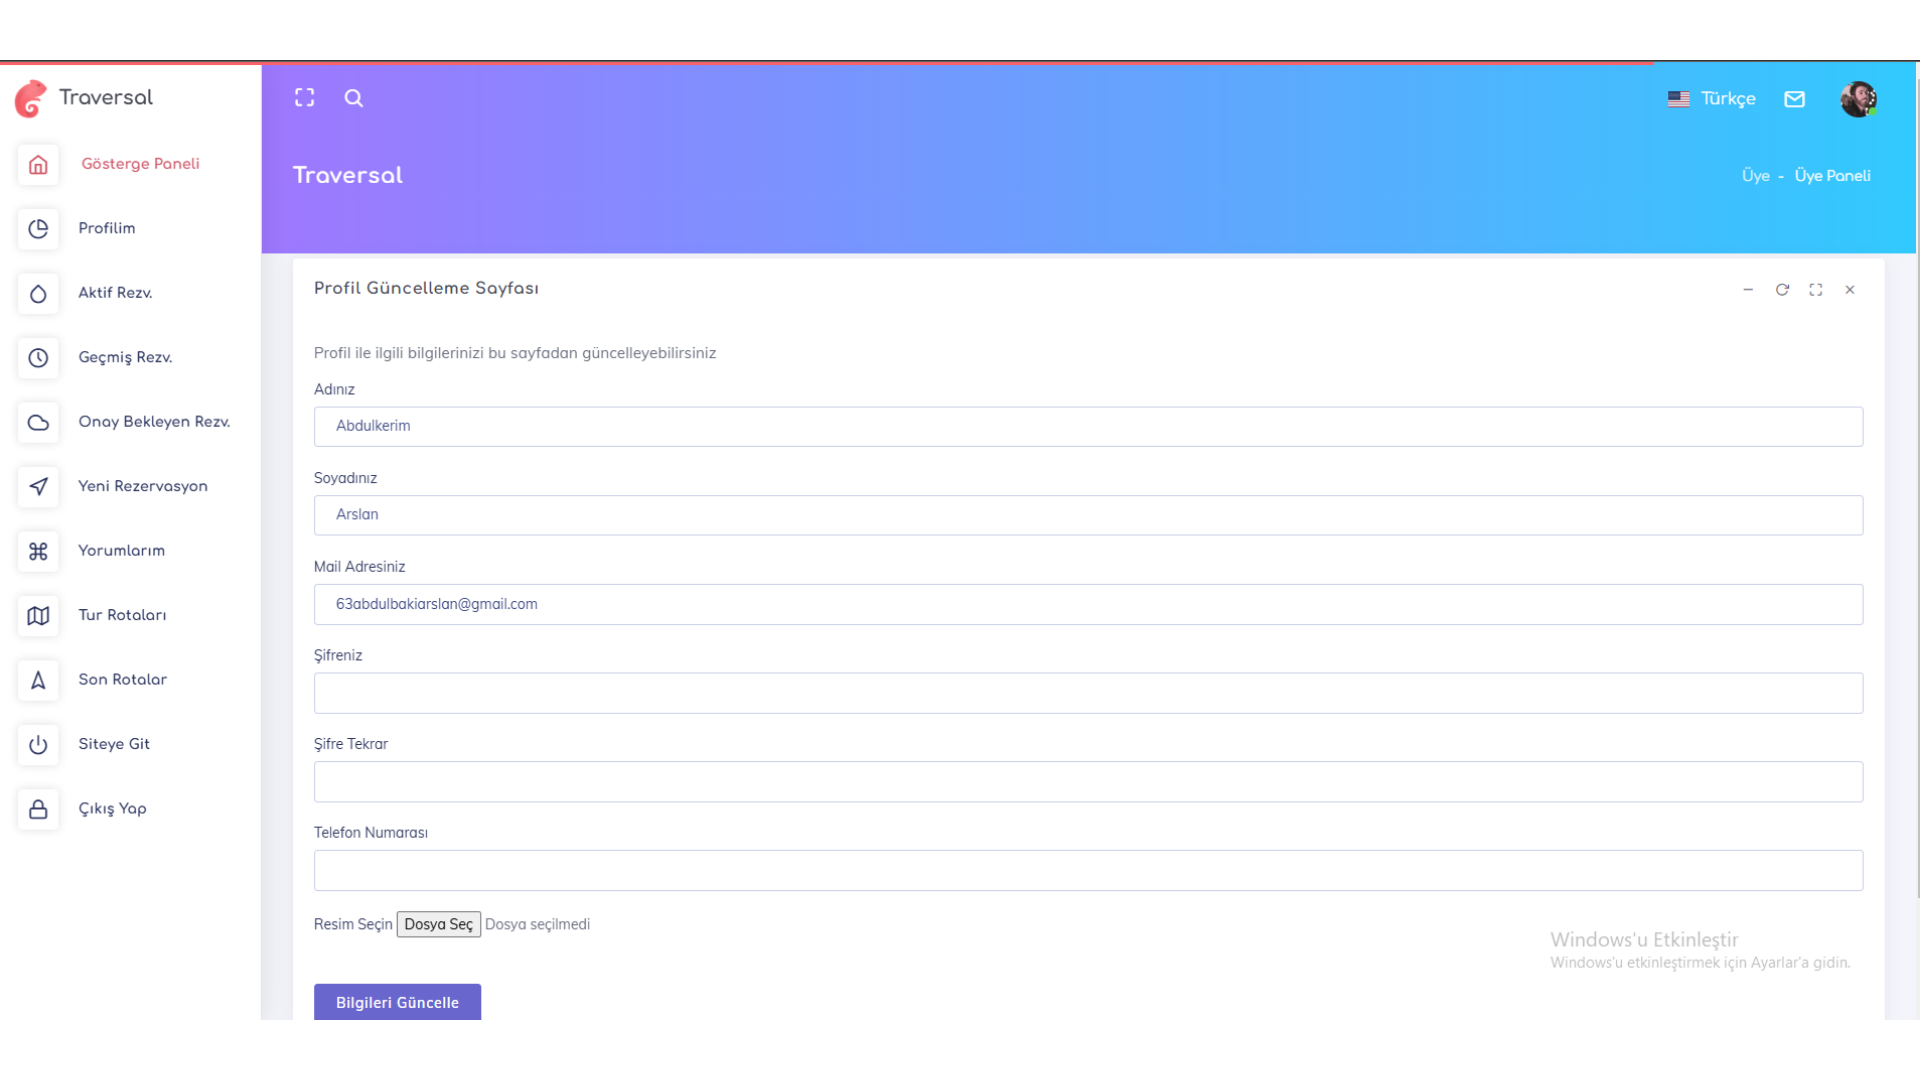 Traversal
Türkçe
Gösterge Paneli
Profilim
Aktif Rezv.
Geçmiş Rezv.
Onay Bekleyen Rezv.
Yeni Rezervasyon
Yorumlarım
Tur Rotaları
Son Rotalar
Siteye Git
Çıkış Yap
Traversal
Üye - Üye Paneli
Profil Güncelleme Sayfası
Profil ile ilgili bilgilerinizi bu sayfadan güncelleyebilirsiniz
Adınız
Abdulkerim
Soyadınız
Arslan
Mail Adresiniz
63abdulbakiarslan@gmail.com
Şifreniz
Şifre Tekrar
Telefon Numarası
Resim Seçin Dosya Seç Dosya seçilmedi
Bilgileri Güncelle
Windows'u Etkinleştir
Windows'u etkinleştirmek için Ayarlar'a gidin.